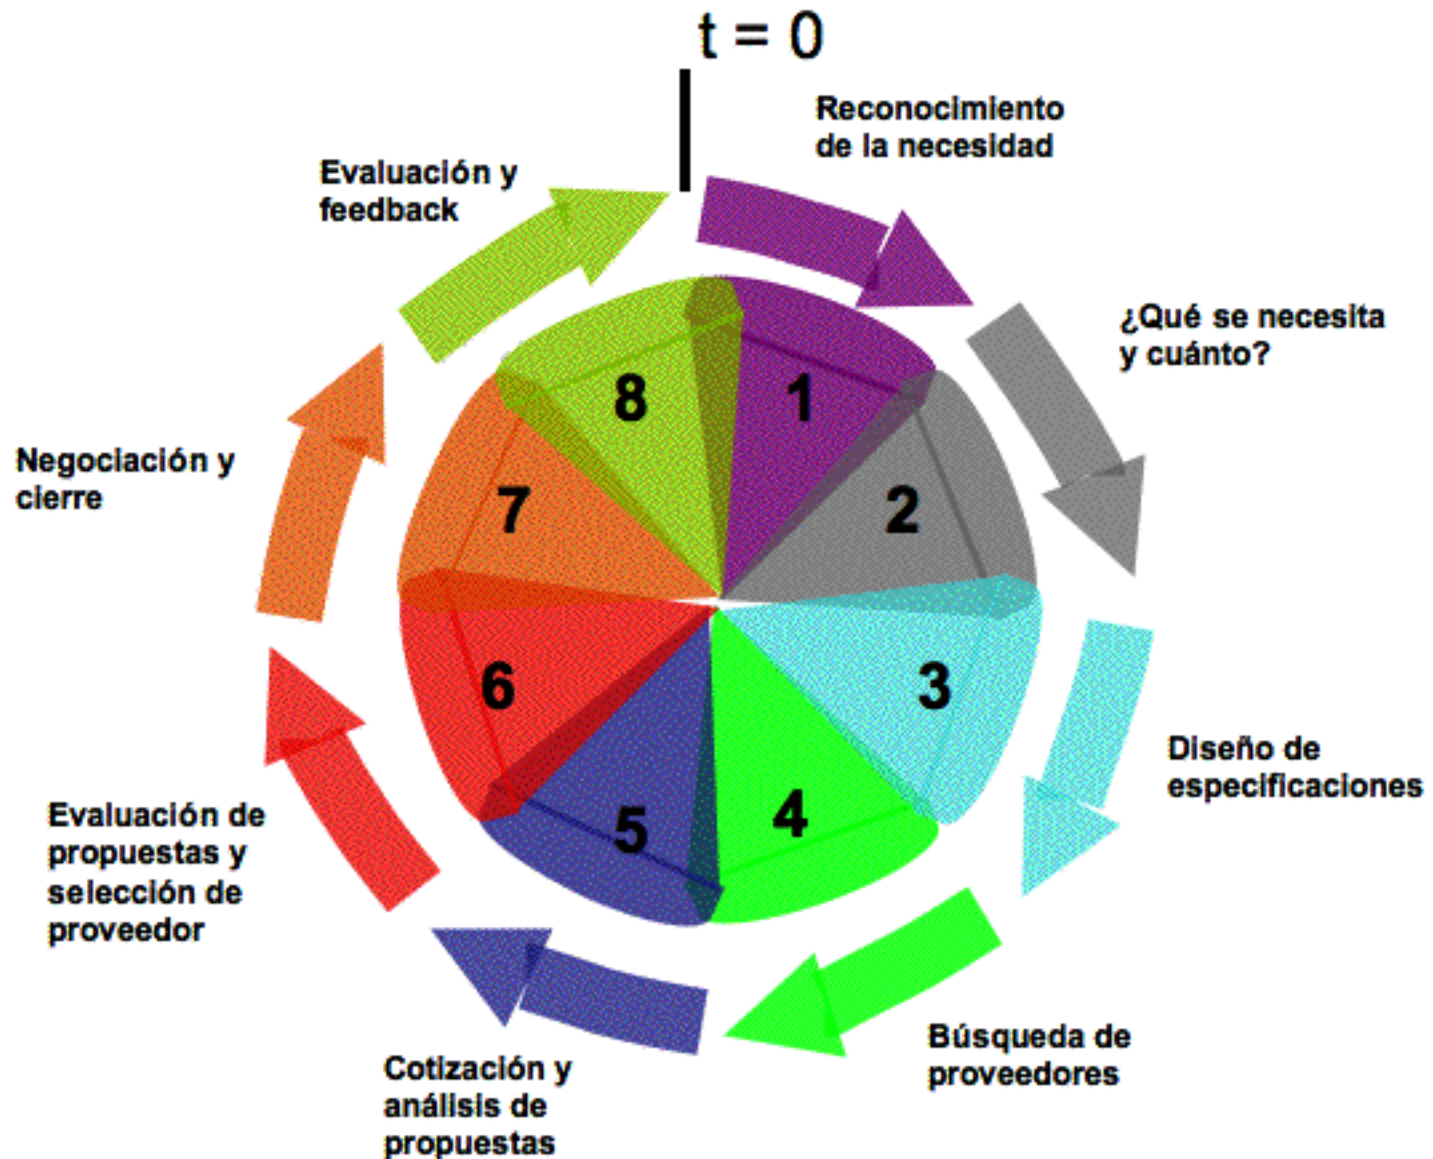 t = 0
Reconocimiento
de la necesidad
¿Qué se necesita
y cuánto?
Diseño de
especificaciones
Búsqueda de
proveedores
Cotización y
análisis de
propuestas
Evaluación de
propuestas y
selección de
proveedor
Negociación y
cierre
Evaluación y
feedback
1
2
3
4
5
6
7
8